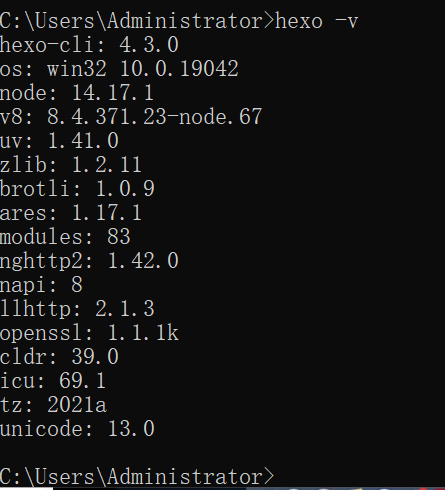 C:\Users\Administrator>hexo -v
hexo-cli: 4.3.0
os: win32 10.0.19042
node: 14.17.1
v8: 8.4.371.23-node.67
uv: 1.41.0
zlib: 1.2.11
brotli: 1.0.9
ares: 1.17.1
modules: 83
nghttp2: 1.42.0
napi: 8
llhttp: 2.1.3
openssl: 1.1.1k
cldr: 39.0
icu: 69.1
tz: 2021a
unicode: 13.0
C:\Users\Administrator>